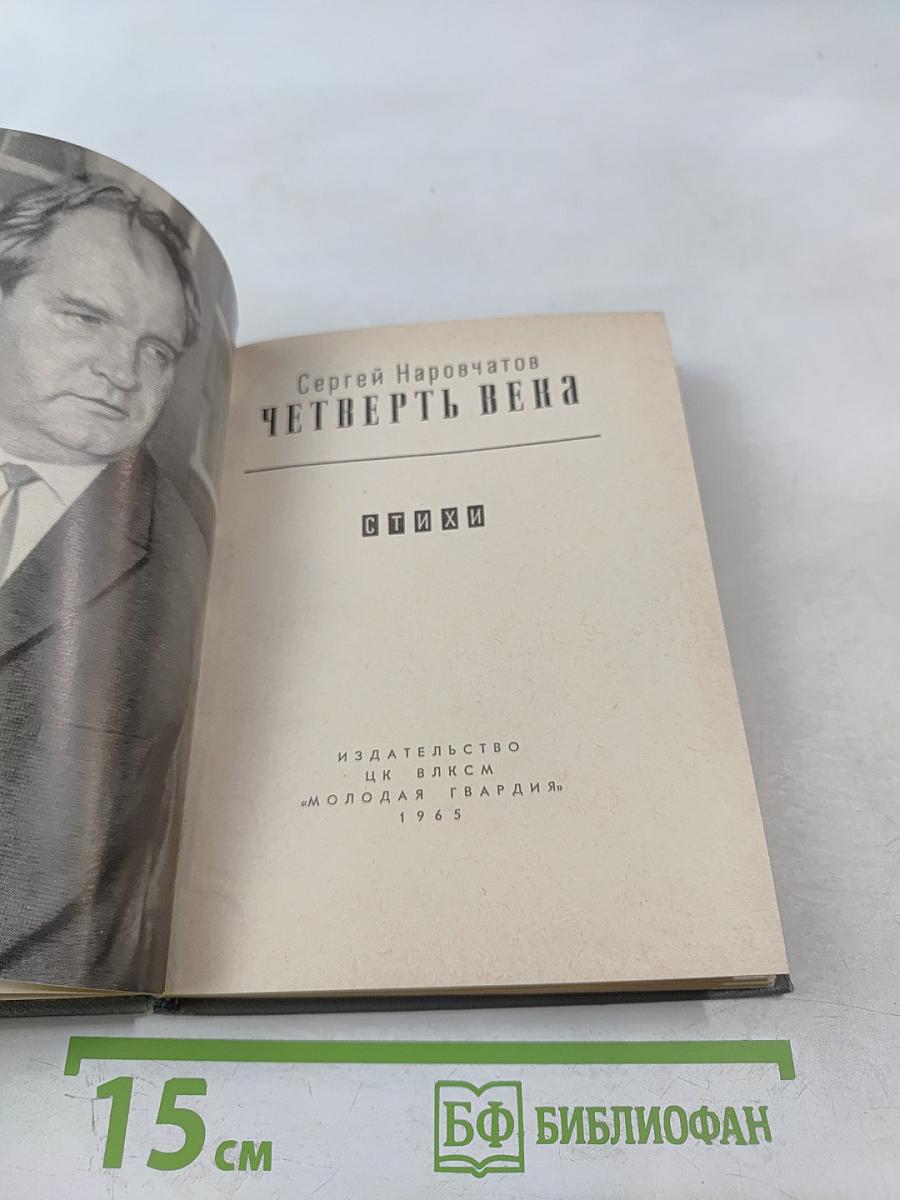 Сергей Наровчатов
ЧЕТВЕРТЬ ВЕКА
СТИХИ
ИЗДАТЕЛЬСТВО
ЦК ВЛКСМ
«МОЛОДАЯ ГВАРДИЯ»
1965
15 см
БФ БИБЛИОФАН